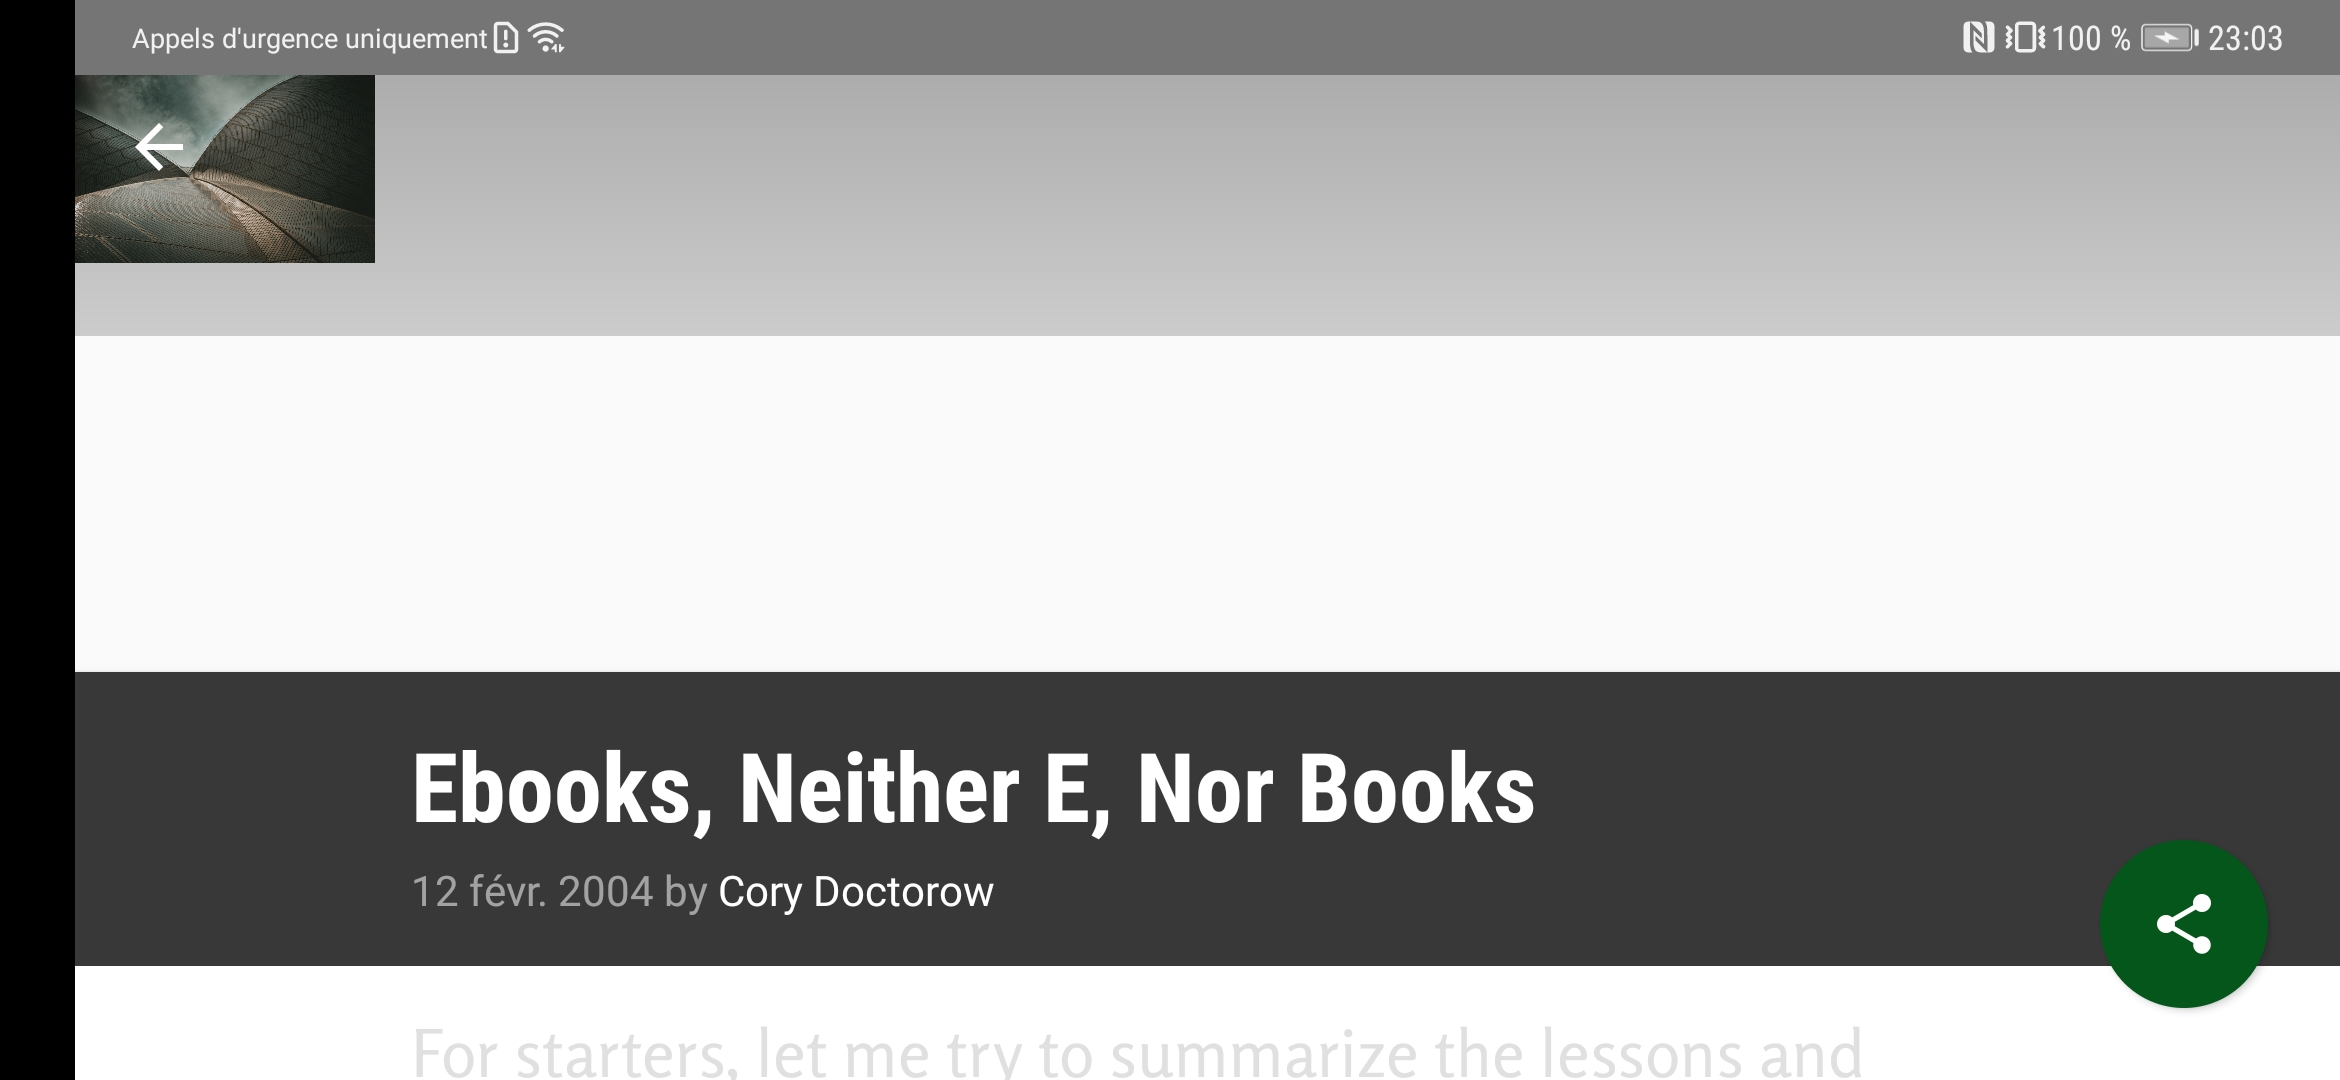 Appels d'urgence uniquement
100 % 23:03
Ebooks, Neither E, Nor Books
12 févr. 2004 by Cory Doctorow
For starters, let me try to summarize the lessons and